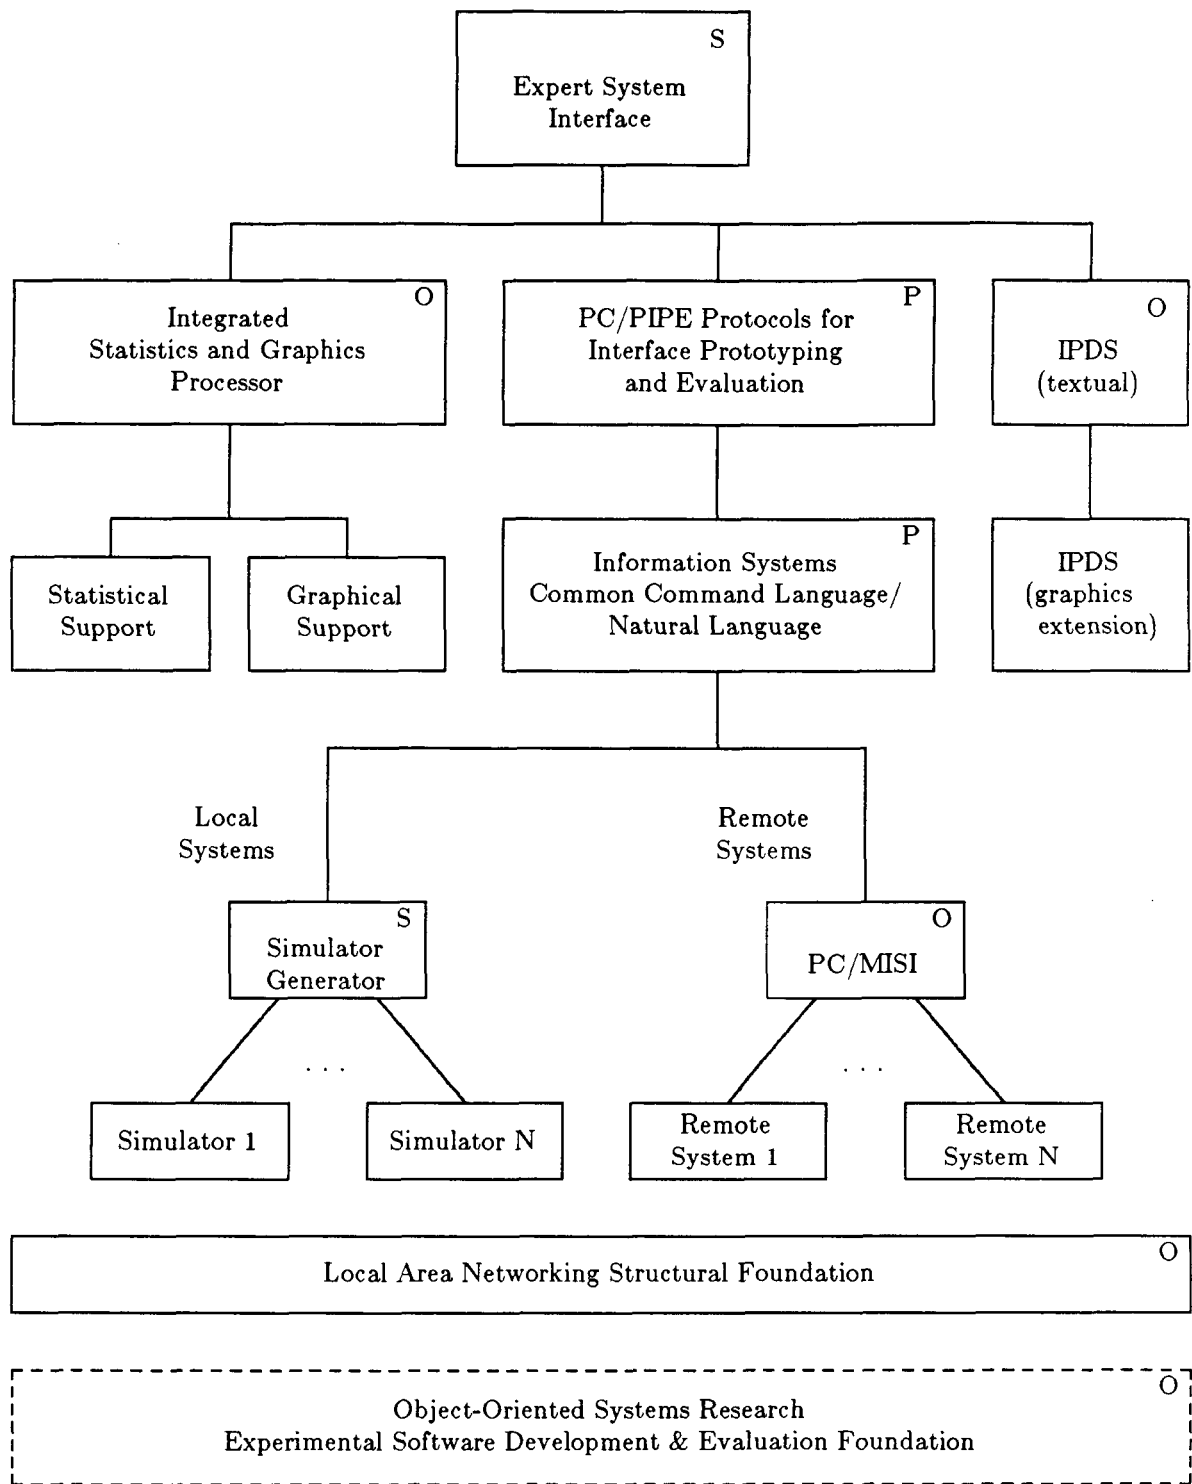 S
Expert System
Interface
O
Integrated
Statistics and Graphics
Processor
P
PC/PIPE Protocols for
Interface Prototyping
and Evaluation
O
IPDS
(textual)
Statistical
Support
Graphical
Support
P
Information Systems
Common Command Language/
Natural Language
IPDS
(graphics
extension)
Local
Systems
Remote
Systems
S
Simulator
Generator
O
PC/MISI
. . .
. . .
Simulator 1
Simulator N
Remote
System 1
Remote
System N
O
Local Area Networking Structural Foundation
O
Object-Oriented Systems Research
Experimental Software Development & Evaluation Foundation